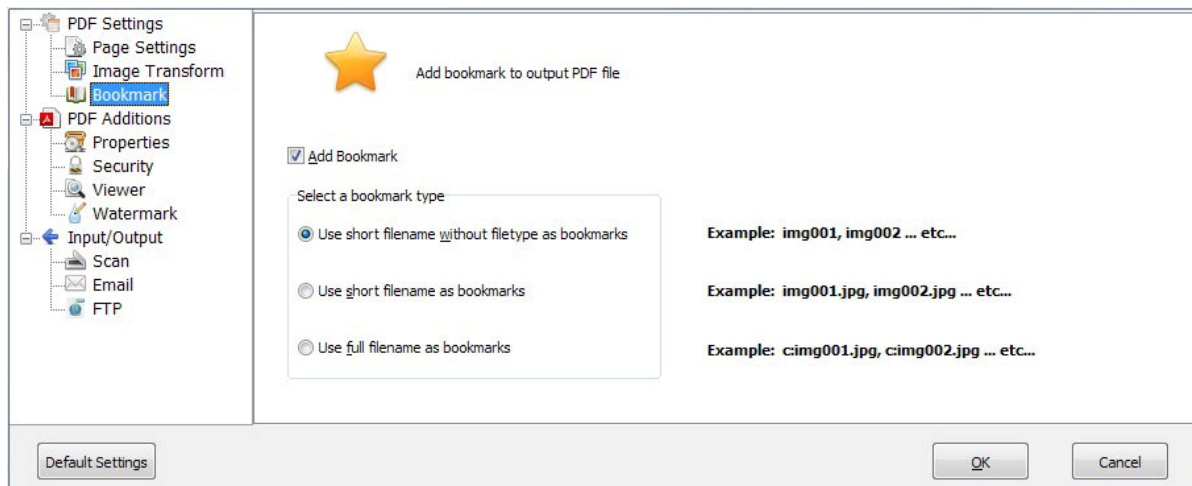 PDF Settings
Page Settings
Image Transform
Bookmark
PDF Additions
Properties
Security
Viewer
Watermark
Input/Output
Scan
Email
FTP
Add bookmark to output PDF file
Add Bookmark
Select a bookmark type
Use short filename without filetype as bookmarks
Example: img001, img002 ... etc...
Use short filename as bookmarks
Example: img001.jpg, img002.jpg ... etc...
Use full filename as bookmarks
Example: c:img001.jpg, c:img002.jpg ... etc...
Default Settings
OK
Cancel